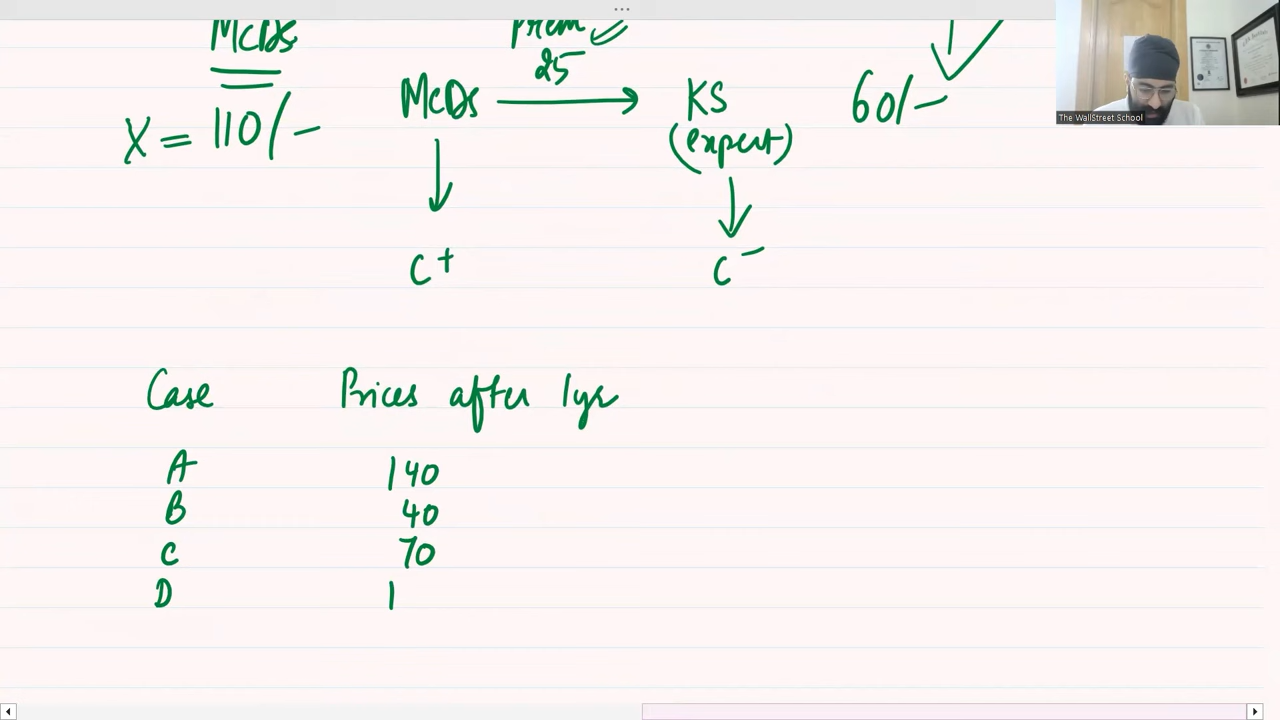 McDs
Prem
25
X = 110/-
McDs → KS
(expert)
60/-
C+
C-
Case Prices after 1yr
A 140
B 40
C 70
D 1
The WallStreet School